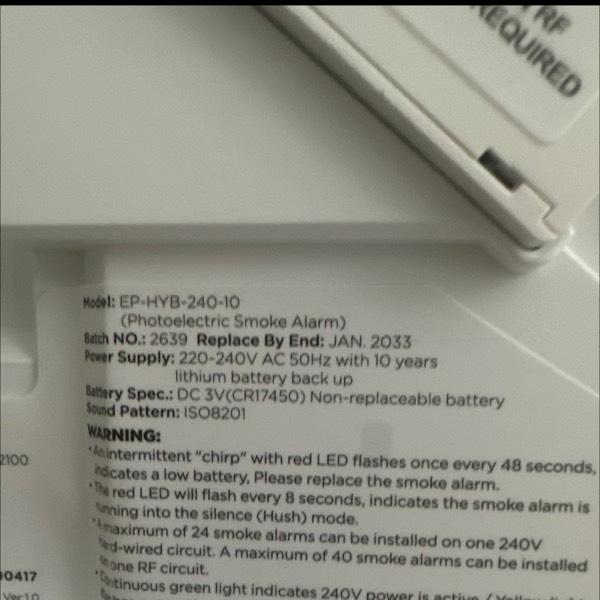 RF
REQUIRED
Model: EP-HYB-240-10
(Photoelectric Smoke Alarm)
Batch NO.: 2639 Replace By End: JAN. 2033
Power Supply: 220-240V AC 50Hz with 10 years
lithium battery back up
Battery Spec.: DC 3V(CR17450) Non-replaceable battery
Sound Pattern: ISO8201
WARNING:
•An intermittent "chirp" with red LED flashes once every 48 seconds,
indicates a low battery, Please replace the smoke alarm.
•The red LED will flash every 8 seconds, indicates the smoke alarm is
running into the silence (Hush) mode.
•A maximum of 24 smoke alarms can be installed on one 240V
hard-wired circuit. A maximum of 40 smoke alarms can be installed
on one RF circuit.
•Continuous green light indicates 240V power is active /
2100
00417
Ver:1.0